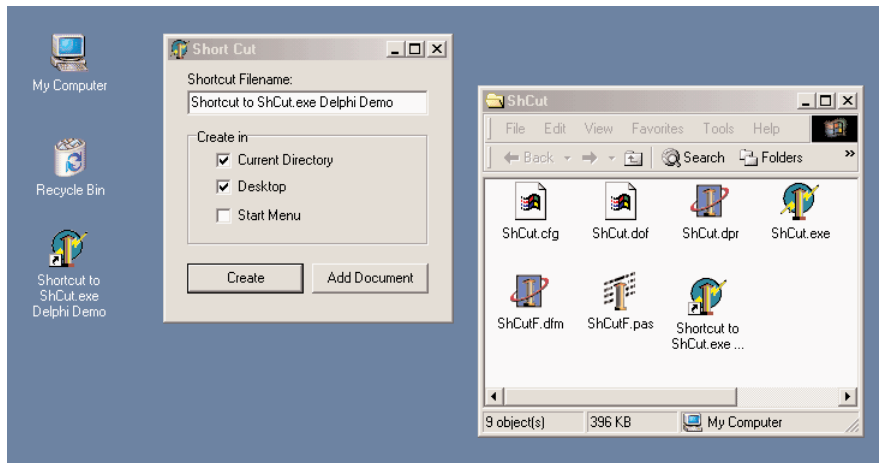 My Computer
Recycle Bin
Shortcut to
ShCut.exe
Delphi Demo
Short Cut
Shortcut Filename:
Shortcut to ShCut.exe Delphi Demo
Create in
Current Directory
Desktop
Start Menu
Create
Add Document
ShCut
File Edit View Favorites Tools Help
Back Search Folders »
ShCut.cfg ShCut.dof ShCut.dpr ShCut.exe
ShCutF.dfm ShCutF.pas Shortcut to
ShCut.exe ...
9 object(s) 396 KB My Computer